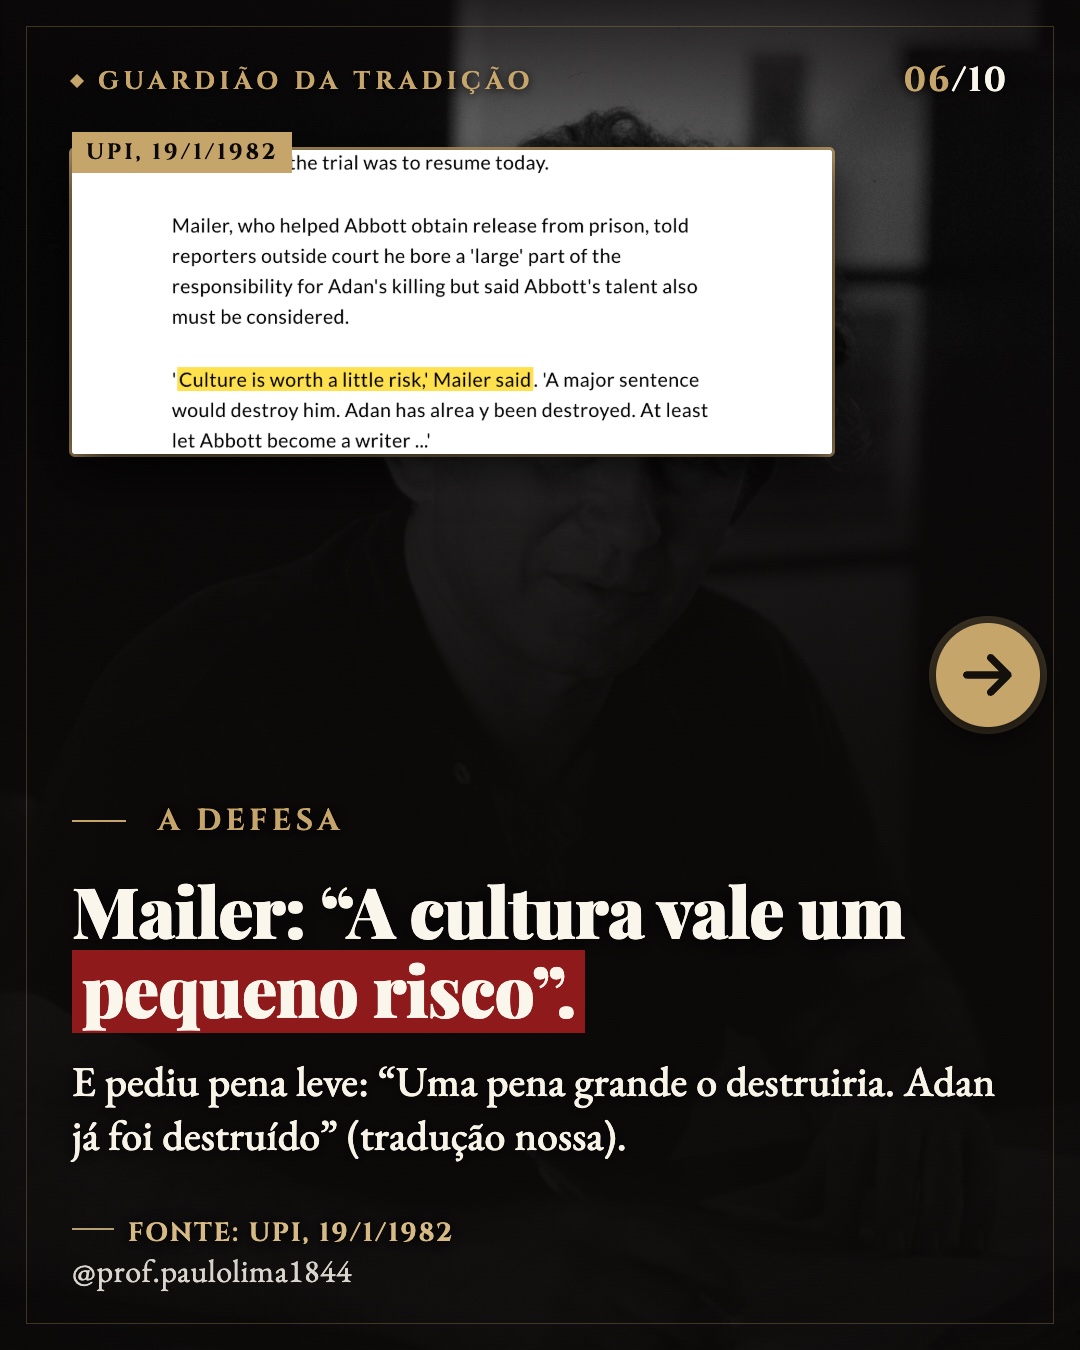 ◆ GUARDIÃO DA TRADIÇÃO
06/10
UPI, 19/1/1982
the trial was to resume today.
Mailer, who helped Abbott obtain release from prison, told
reporters outside court he bore a 'large' part of the
responsibility for Adan's killing but said Abbott's talent also
must be considered.
'Culture is worth a little risk,' Mailer said. 'A major sentence
would destroy him. Adan has alrea y been destroyed. At least
let Abbott become a writer ...'
A DEFESA
Mailer: “A cultura vale um
pequeno risco”.
E pediu pena leve: “Uma pena grande o destruiria. Adan
já foi destruído” (tradução nossa).
FONTE: UPI, 19/1/1982
@prof.paulolima1844